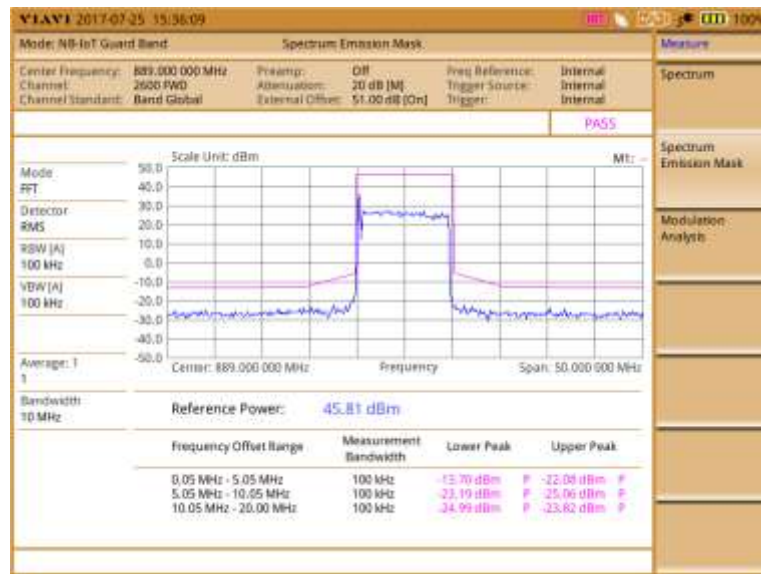 VIAVI 2017-07-25 15:36:09 INT 100%
Mode: NB-IoT Guard Band Spectrum Emission Mask Measure
Center Frequency: 889.000 000 MHz Preamp: Off Freq Reference: Internal
Channel: 2600 FWD Attenuation: 20 dB [M] Trigger Source: Internal
Channel Standard: Band Global External Offset: 51.00 dB [On] Trigger: Internal
Spectrum
PASS
Scale Unit: dBm M1: --
Spectrum
Emission Mask
Mode
FFT
Detector
RMS
RBW [A]
100 kHz
VBW [A]
100 kHz
Average: 1
1
Bandwidth
10 MHz
50.0
40.0
30.0
20.0
10.0
0.0
-10.0
-20.0
-30.0
-40.0
-50.0
Modulation
Analysis
Center: 889.000 000 MHz Frequency Span: 50.000 000 MHz
Reference Power: 45.81 dBm
Frequency Offset Range Measurement Bandwidth Lower Peak Upper Peak
0.05 MHz - 5.05 MHz 100 kHz -13.70 dBm P -22.08 dBm P
5.05 MHz - 10.05 MHz 100 kHz -23.19 dBm P -25.06 dBm P
10.05 MHz - 20.00 MHz 100 kHz -24.99 dBm P -23.82 dBm P